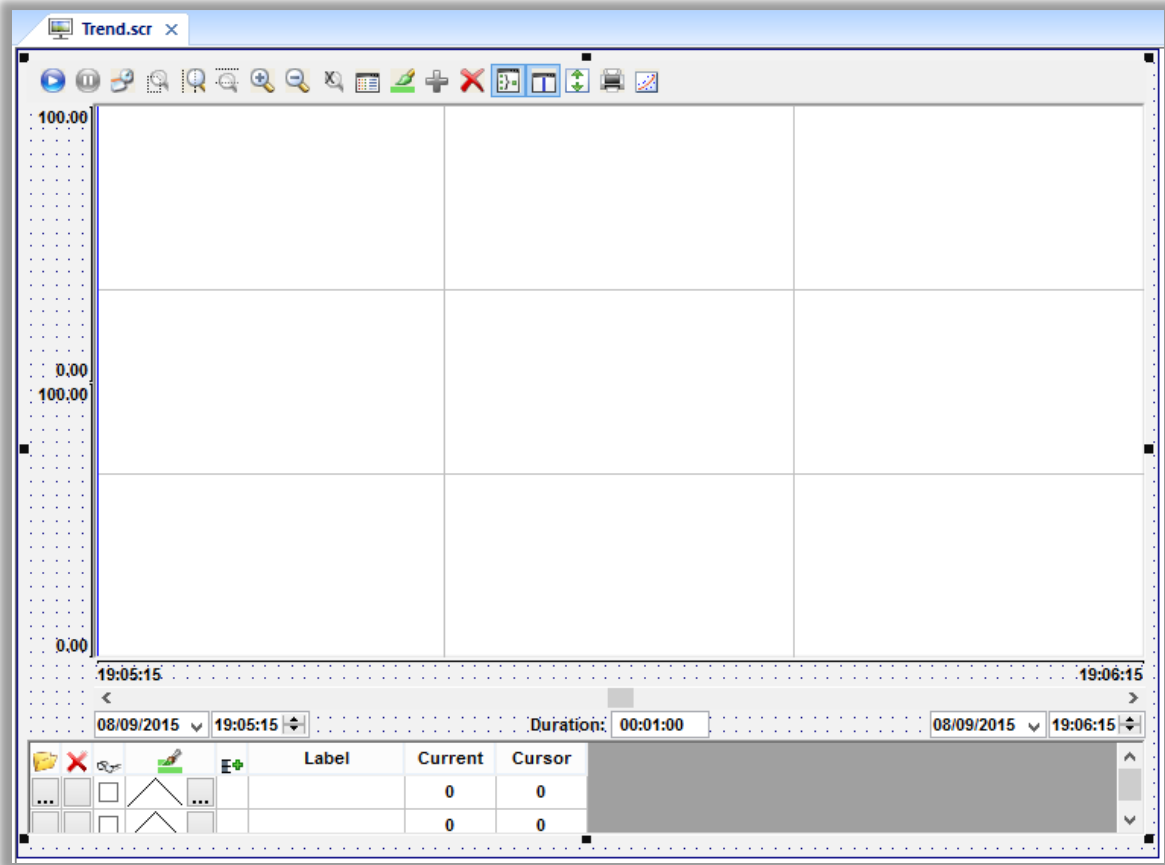 Trend.scr
100.00
0.00
100.00
0.00
19:05:15 19:06:15
08/09/2015 19:05:15 Duration: 00:01:00 08/09/2015 19:06:15
Label Current Cursor
... ... 0 0
0 0